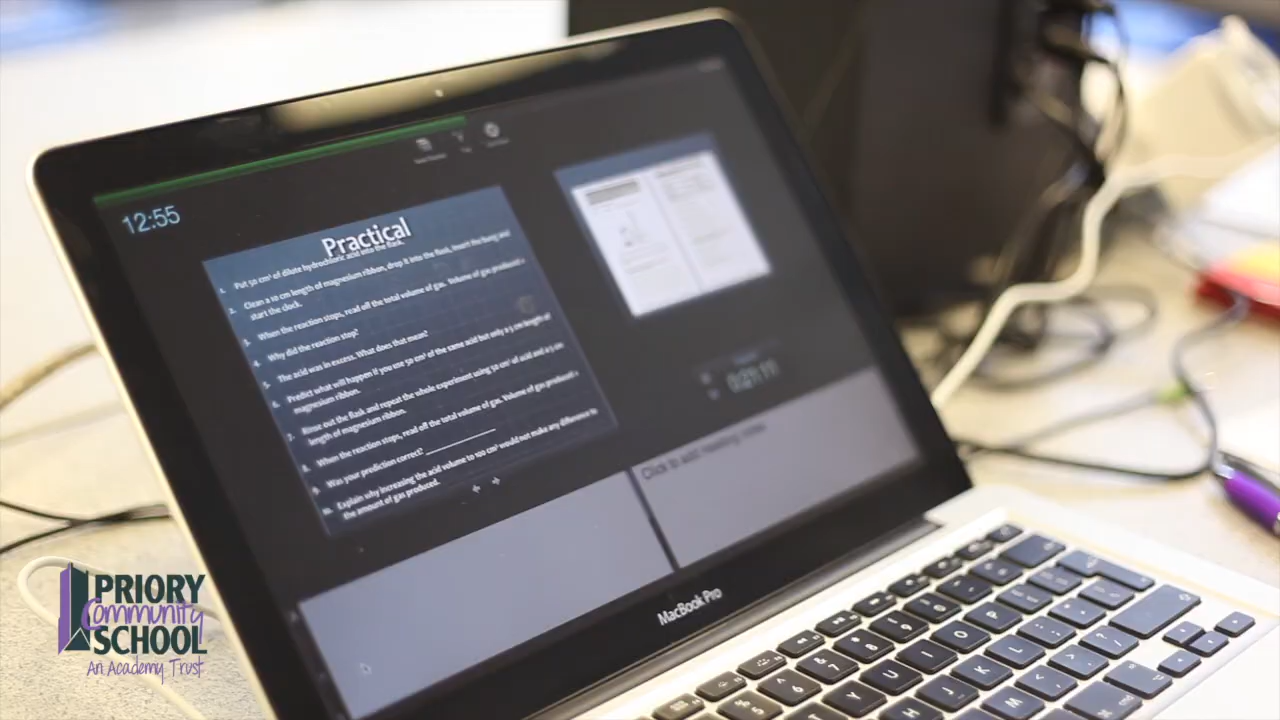 12:55
Practical
1. Put 50 cm³ of dilute hydrochloric acid into the flask.
2. Clean a 10 cm length of magnesium ribbon, drop it into the flask, insert the bung and
start the clock.
3. When the reaction stops, read off the total volume of gas. Volume of gas produced =
4. Why did the reaction stop?
5. The acid was in excess. What does that mean?
6. Predict what will happen if you use 50 cm³ of the same acid but only a 5 cm length of
magnesium ribbon.
7. Rinse out the flask and repeat the whole experiment using 50 cm³ of acid and a 5 cm
length of magnesium ribbon.
8. When the reaction stops, read off the total volume of gas. Volume of gas produced =
9. Was your prediction correct?
10. Explain why increasing the acid volume to 100 cm³ would not make any difference to
the amount of gas produced.
Click to add
MacBook Pro
PRIORY
Community
SCHOOL
An Academy Trust